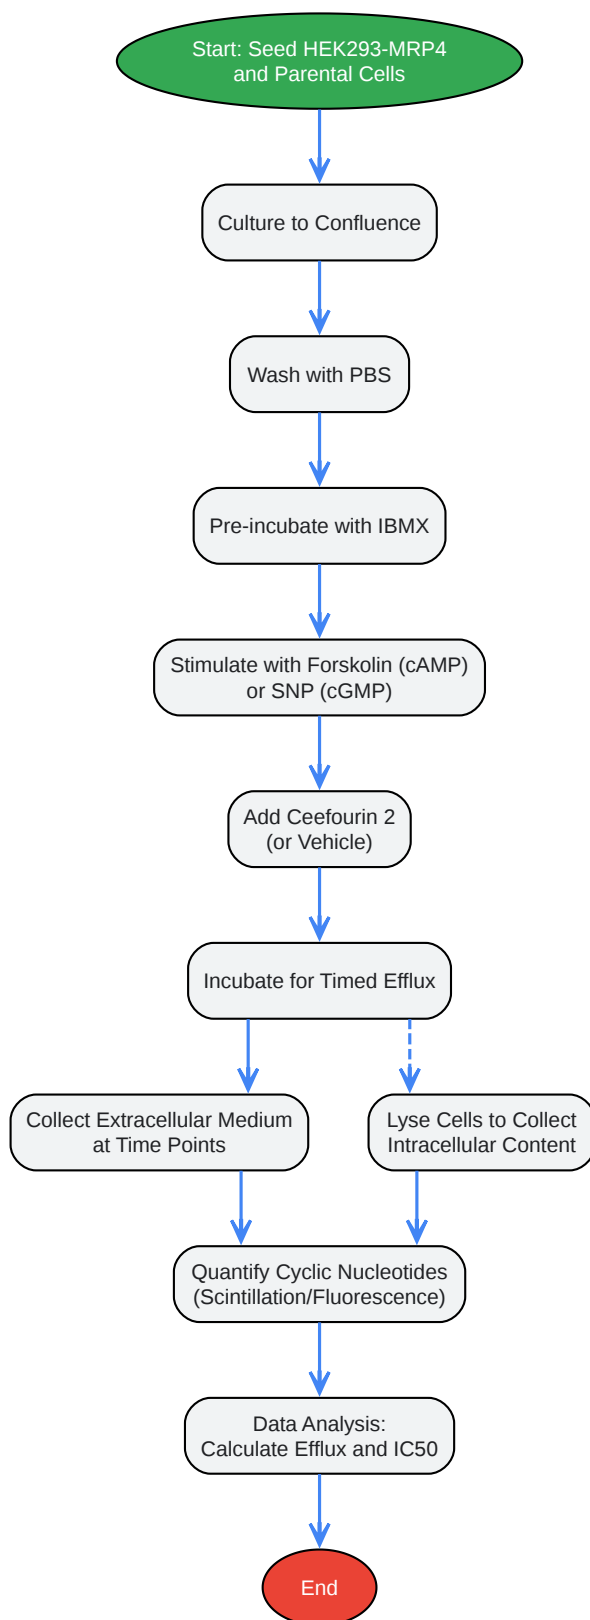 Start: Seed HEK293-MRP4
and Parental Cells
Culture to Confluence
Wash with PBS
Pre-incubate with IBMX
Stimulate with Forskolin (cAMP)
or SNP (cGMP)
Add Ceefourin 2
(or Vehicle)
Incubate for Timed Efflux
Collect Extracellular Medium
at Time Points
Lyse Cells to Collect
Intracellular Content
Quantify Cyclic Nucleotides
(Scintillation/Fluorescence)
Data Analysis:
Calculate Efflux and IC50
End